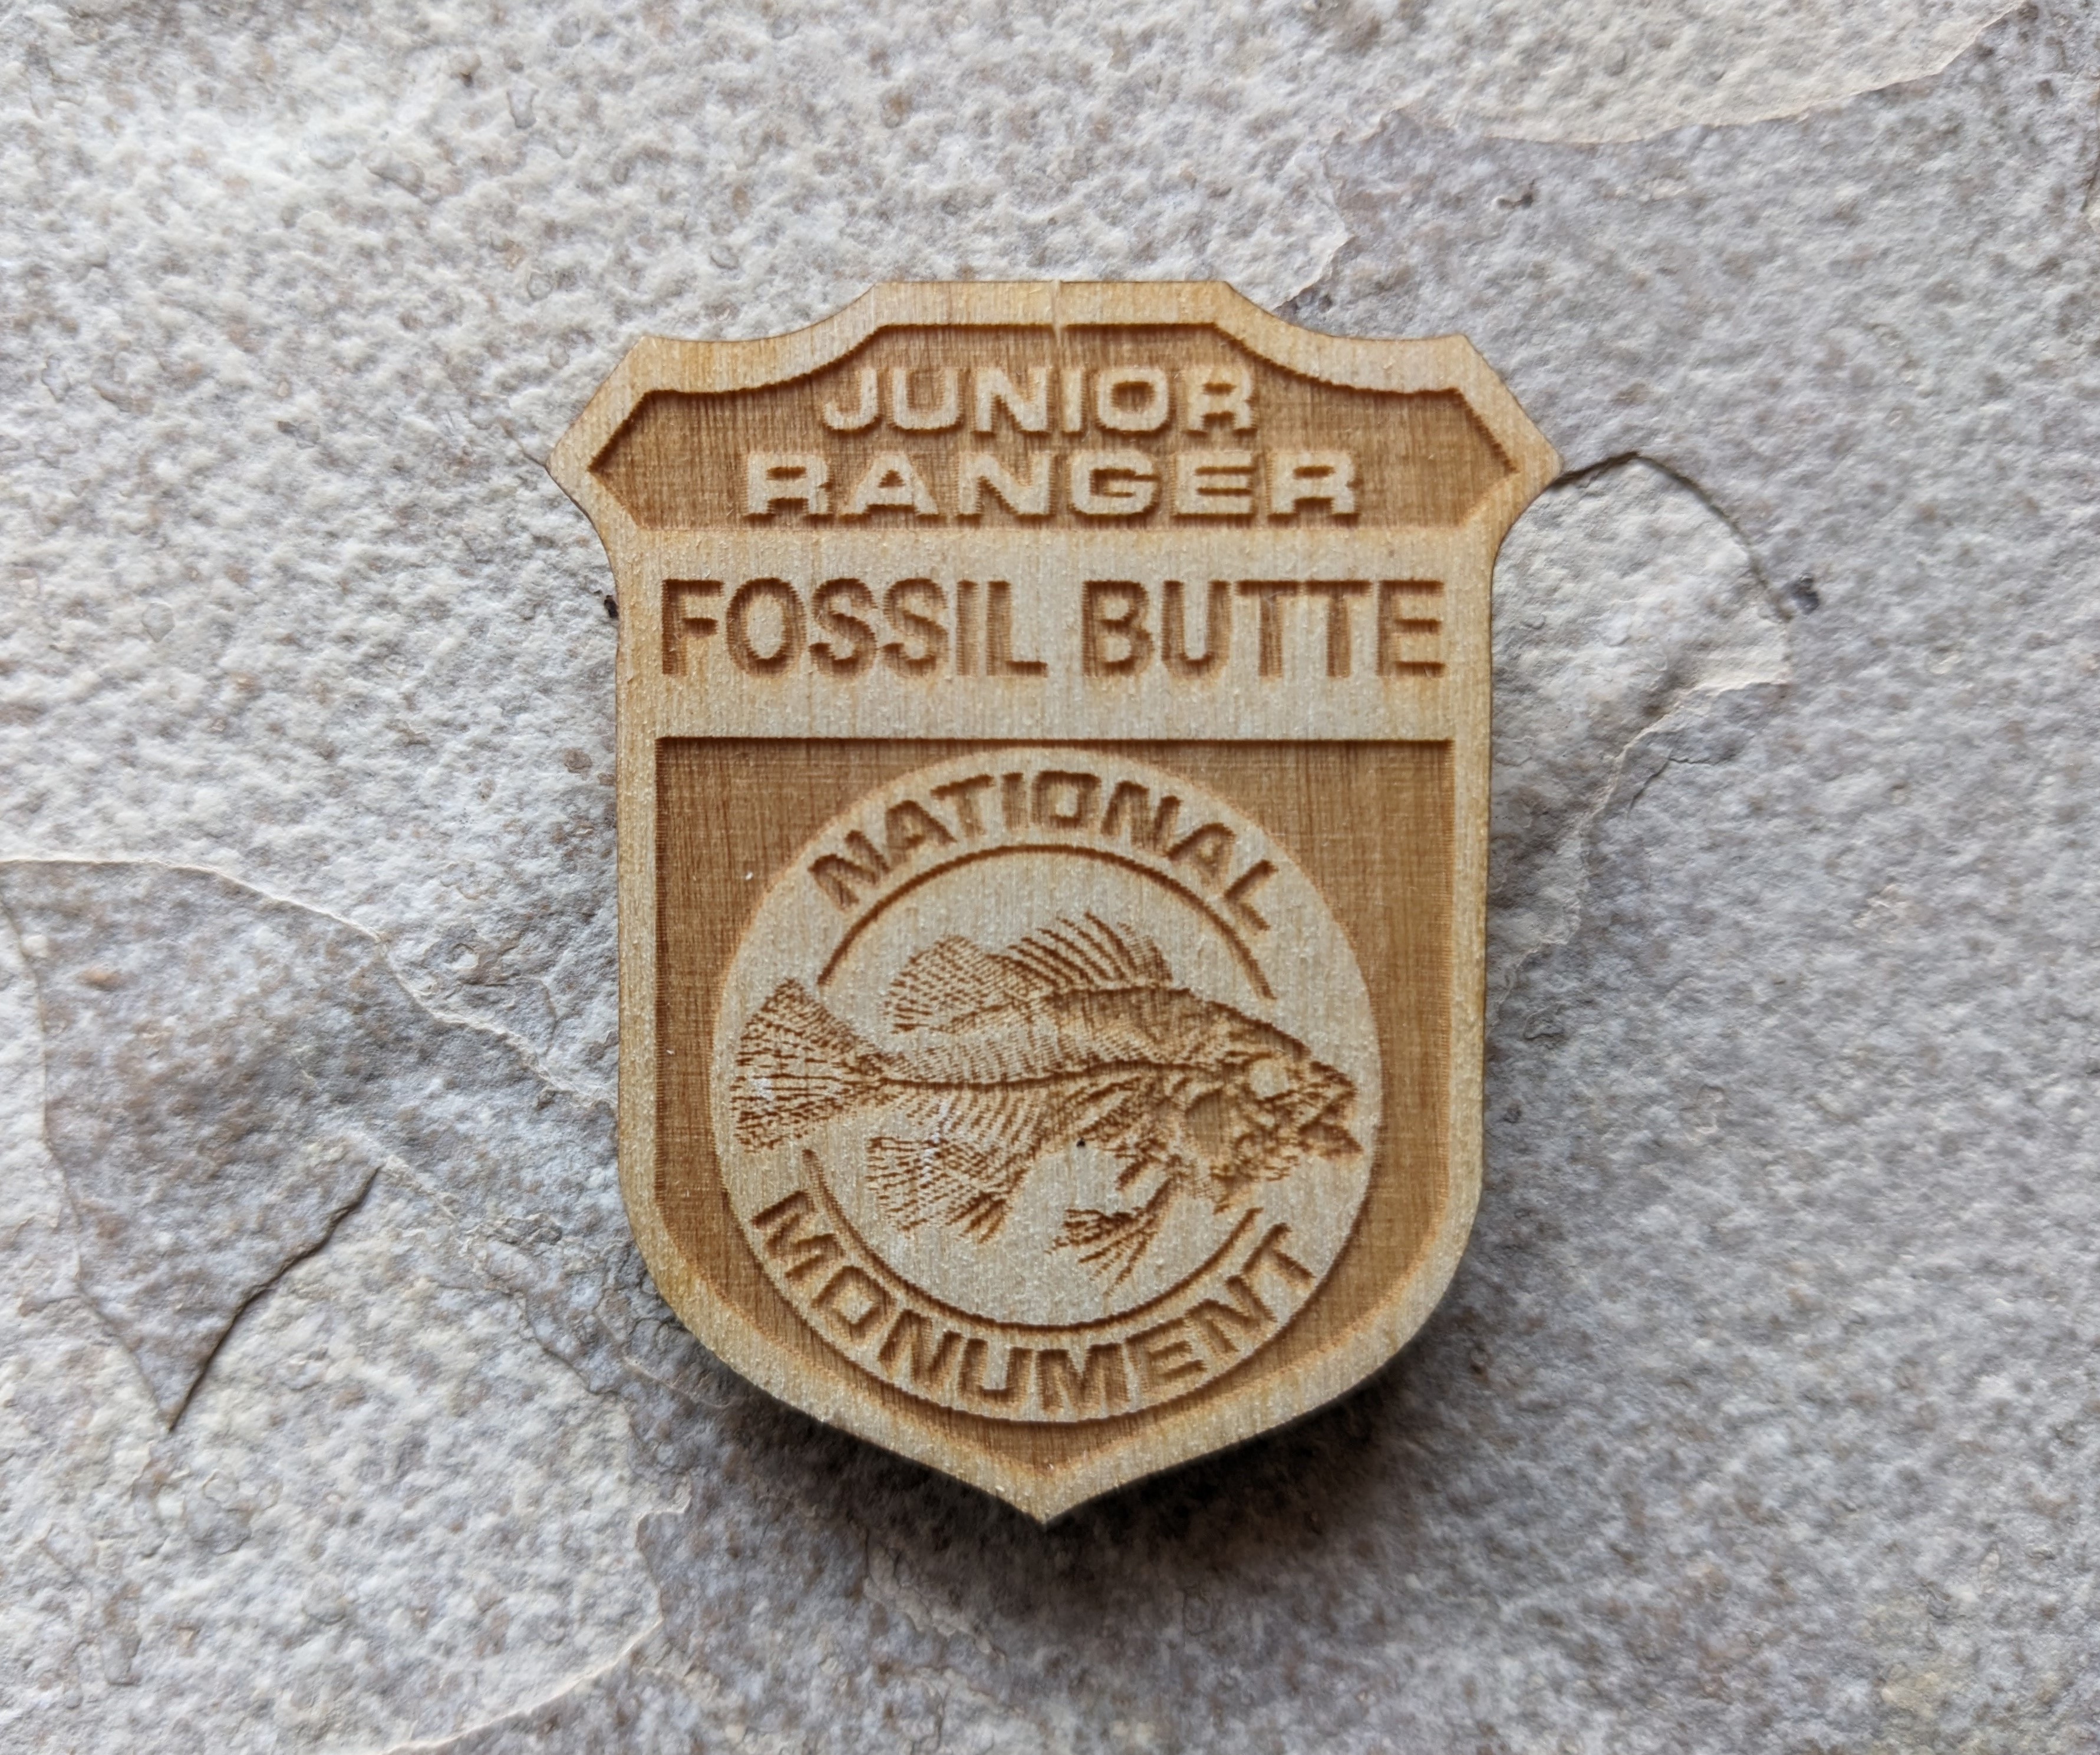 JUNIOR
RANGER
FOSSIL BUTTE
NATIONAL
MONUMENT